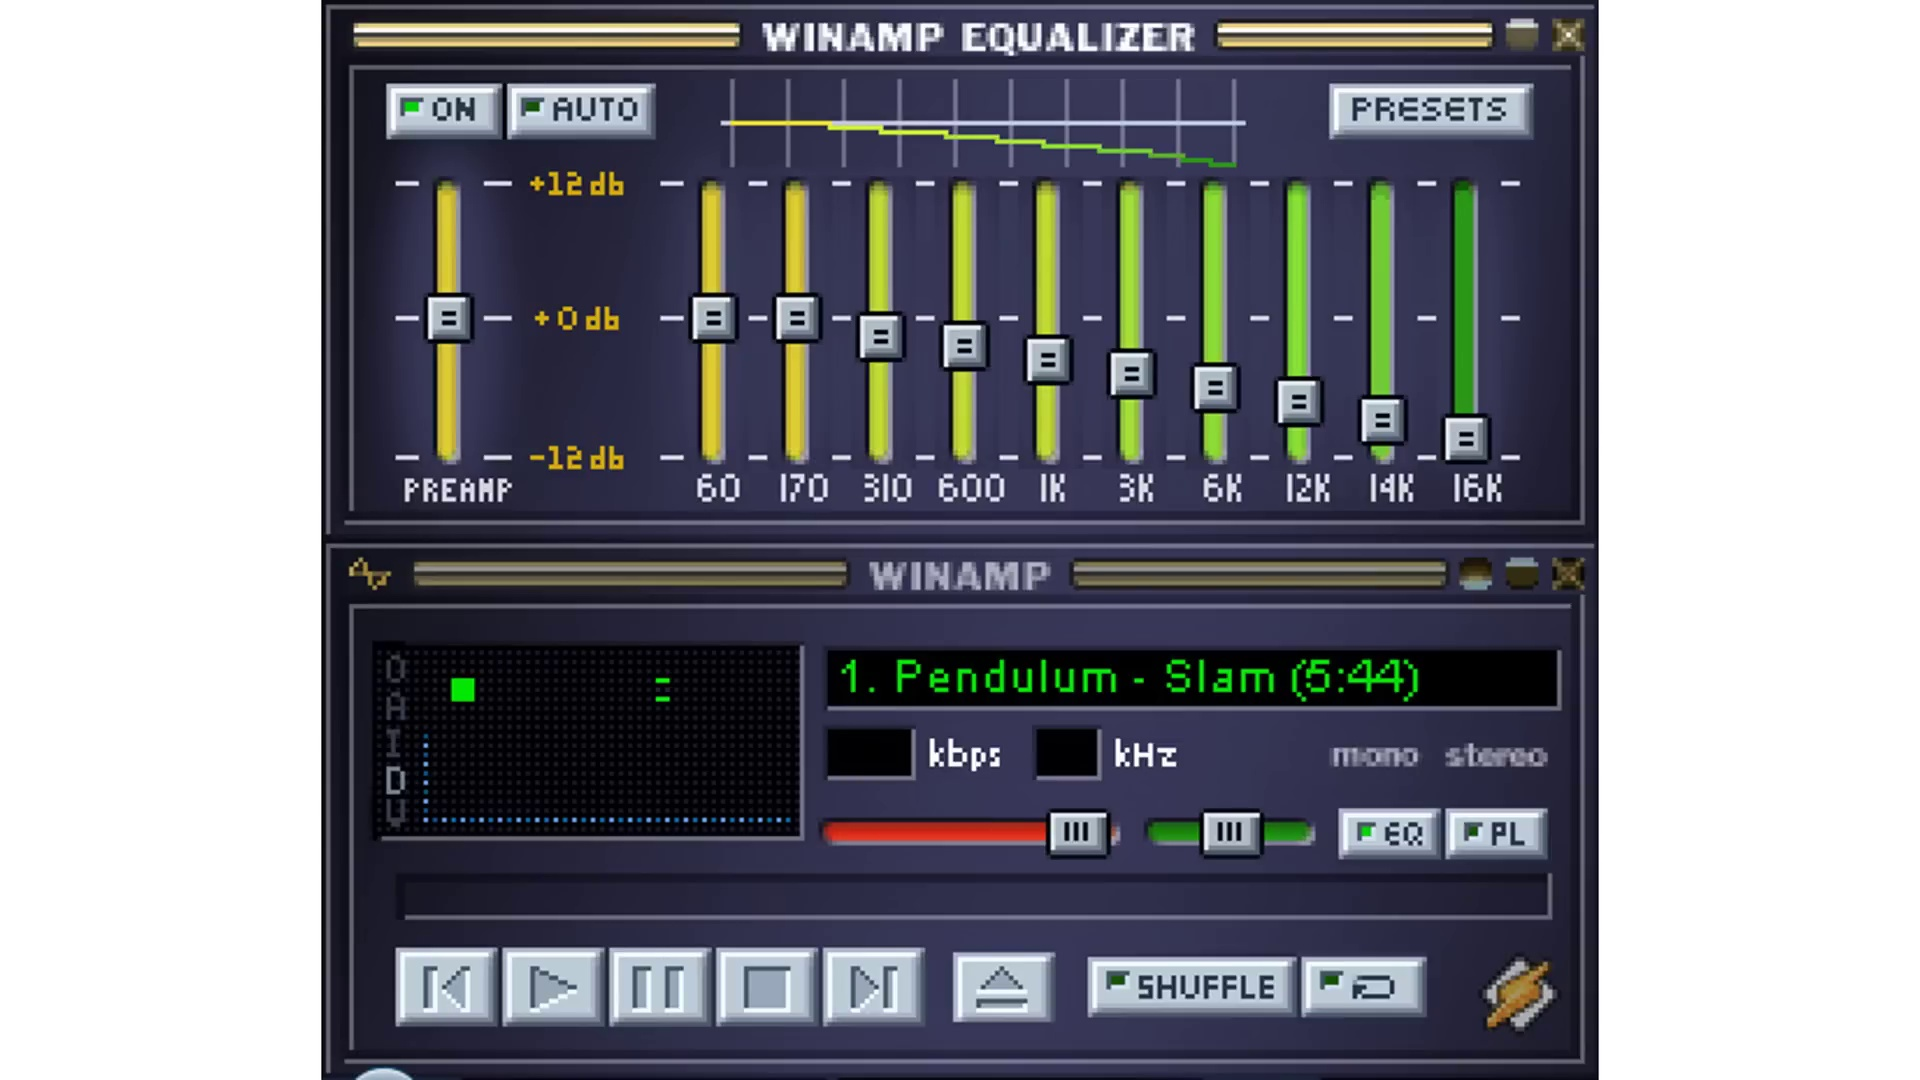 WINAMP EQUALIZER
ON AUTO PRESETS
+12 db
+0 db
-12 db
PREAMP 60 170 310 600 1K 3K 6K 12K 14K 16K
WINAMP
O
A
I
D
V
1. Pendulum - Slam (5:44)
kbps kHz mono stereo
EQ PL
SHUFFLE